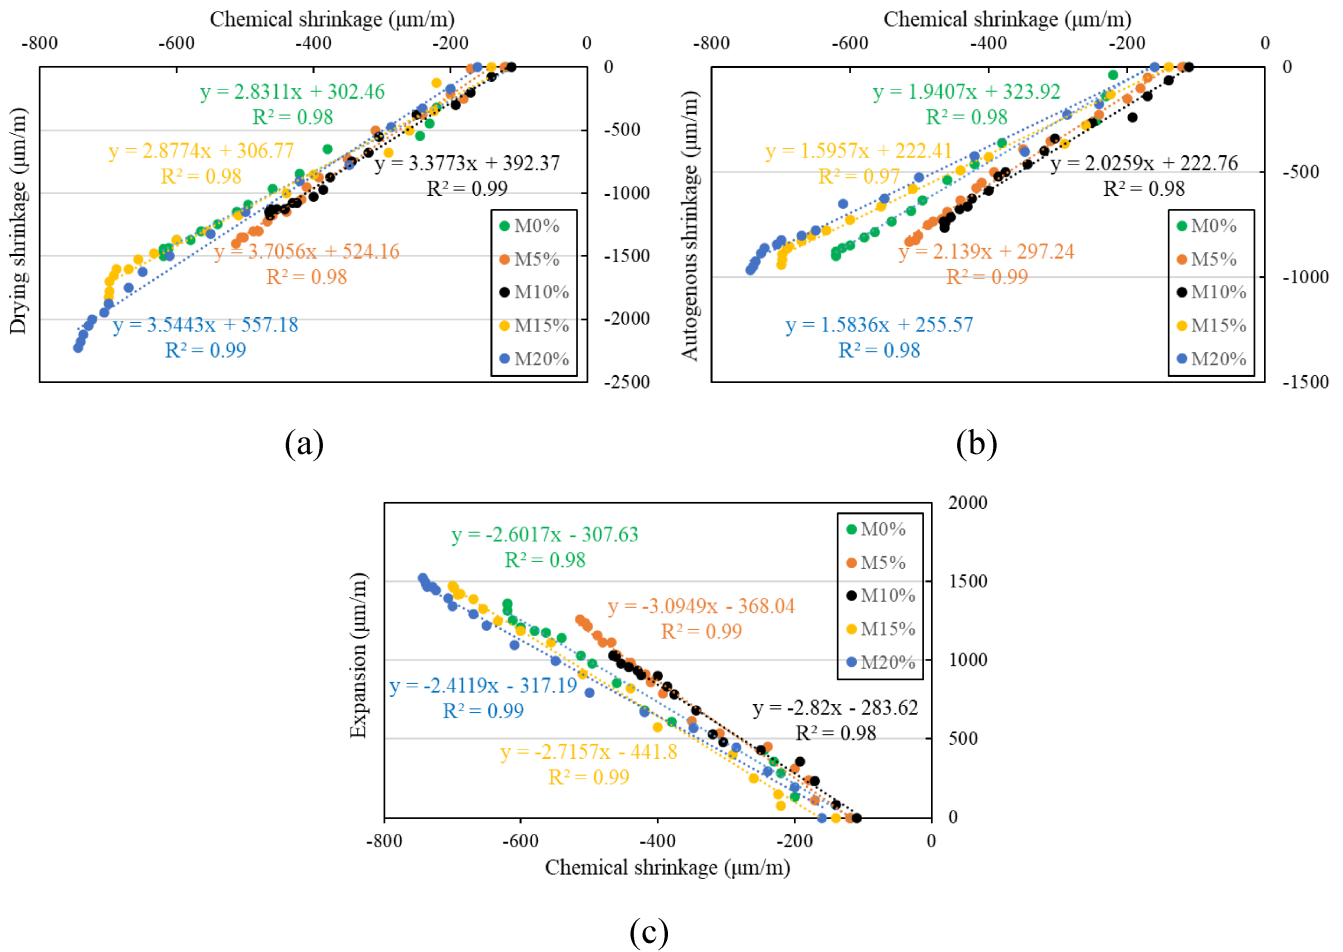 Chemical shrinkage (μm/m)
-800 -600 -400 -200 0
Drying shrinkage (μm/m)
0
-500
-1000
-1500
-2000
-2500
y = 2.8311x + 302.46
R² = 0.98
y = 2.8774x + 306.77
R² = 0.98
y = 3.3773x + 392.37
R² = 0.99
y = 3.7056x + 524.16
R² = 0.98
y = 3.5443x + 557.18
R² = 0.99
M0%
M5%
M10%
M15%
M20%
(a)
Chemical shrinkage (μm/m)
-800 -600 -400 -200 0
Autogenous shrinkage (μm/m)
0
-500
-1000
-1500
y = 1.9407x + 323.92
R² = 0.98
y = 1.5957x + 222.41
R² = 0.97
y = 2.0259x + 222.76
R² = 0.98
y = 2.139x + 297.24
R² = 0.99
y = 1.5836x + 255.57
R² = 0.98
M0%
M5%
M10%
M15%
M20%
(b)
Expansion (μm/m)
2000
1500
1000
500
0
y = -2.6017x - 307.63
R² = 0.98
y = -3.0949x - 368.04
R² = 0.99
y = -2.4119x - 317.19
R² = 0.99
y = -2.82x - 283.62
R² = 0.98
y = -2.7157x - 441.8
R² = 0.99
M0%
M5%
M10%
M15%
M20%
-800 -600 -400 -200 0
Chemical shrinkage (μm/m)
(c)